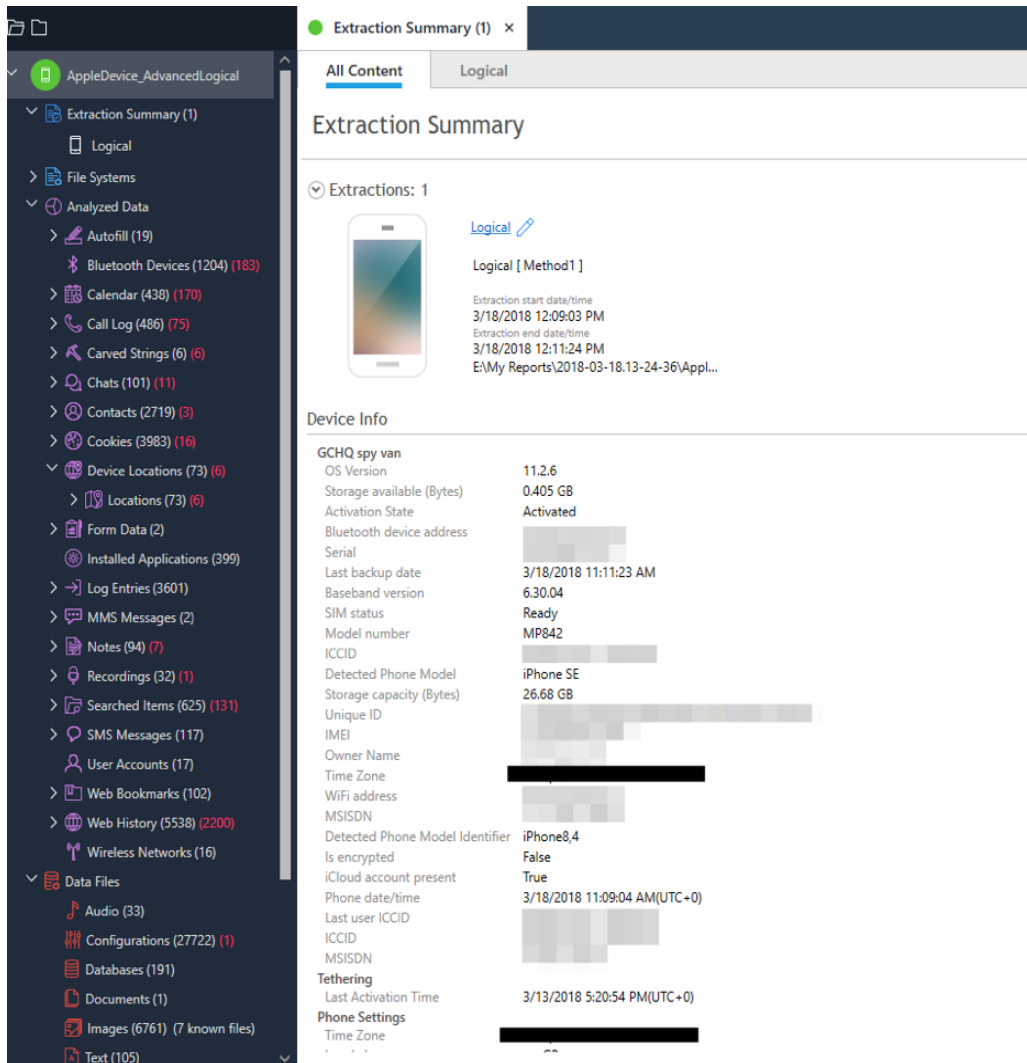 AppleDevice_AdvancedLogical
Extraction Summary (1)
Logical
File Systems
Analyzed Data
Autofill (19)
Bluetooth Devices (1204) (183)
Calendar (438) (170)
Call Log (486) (75)
Carved Strings (6) (6)
Chats (101) (11)
Contacts (2719) (3)
Cookies (3983) (16)
Device Locations (73) (6)
Locations (73) (6)
Form Data (2)
Installed Applications (399)
Log Entries (3601)
MMS Messages (2)
Notes (94) (7)
Recordings (32) (1)
Searched Items (625) (131)
SMS Messages (117)
User Accounts (17)
Web Bookmarks (102)
Web History (5538) (2200)
Wireless Networks (16)
Data Files
Audio (33)
Configurations (27722) (1)
Databases (191)
Documents (1)
Images (6761) (7 known files)
Text (105)
Extraction Summary (1) ×
All Content Logical
Extraction Summary
Extractions: 1
Logical
Logical [ Method1 ]
Extraction start date/time
3/18/2018 12:09:03 PM
Extraction end date/time
3/18/2018 12:11:24 PM
E:\My Reports\2018-03-18.13-24-36\Appl...
Device Info
GCHQ spy van
OS Version 11.2.6
Storage available (Bytes) 0.405 GB
Activation State Activated
Bluetooth device address
Serial
Last backup date 3/18/2018 11:11:23 AM
Baseband version 6.30.04
SIM status Ready
Model number MP842
ICCID
Detected Phone Model iPhone SE
Storage capacity (Bytes) 26.68 GB
Unique ID
IMEI
Owner Name
Time Zone
WiFi address
MSISDN
Detected Phone Model Identifier iPhone8,4
Is encrypted False
iCloud account present True
Phone date/time 3/18/2018 11:09:04 AM(UTC+0)
Last user ICCID
ICCID
MSISDN
Tethering
Last Activation Time 3/13/2018 5:20:54 PM(UTC+0)
Phone Settings
Time Zone